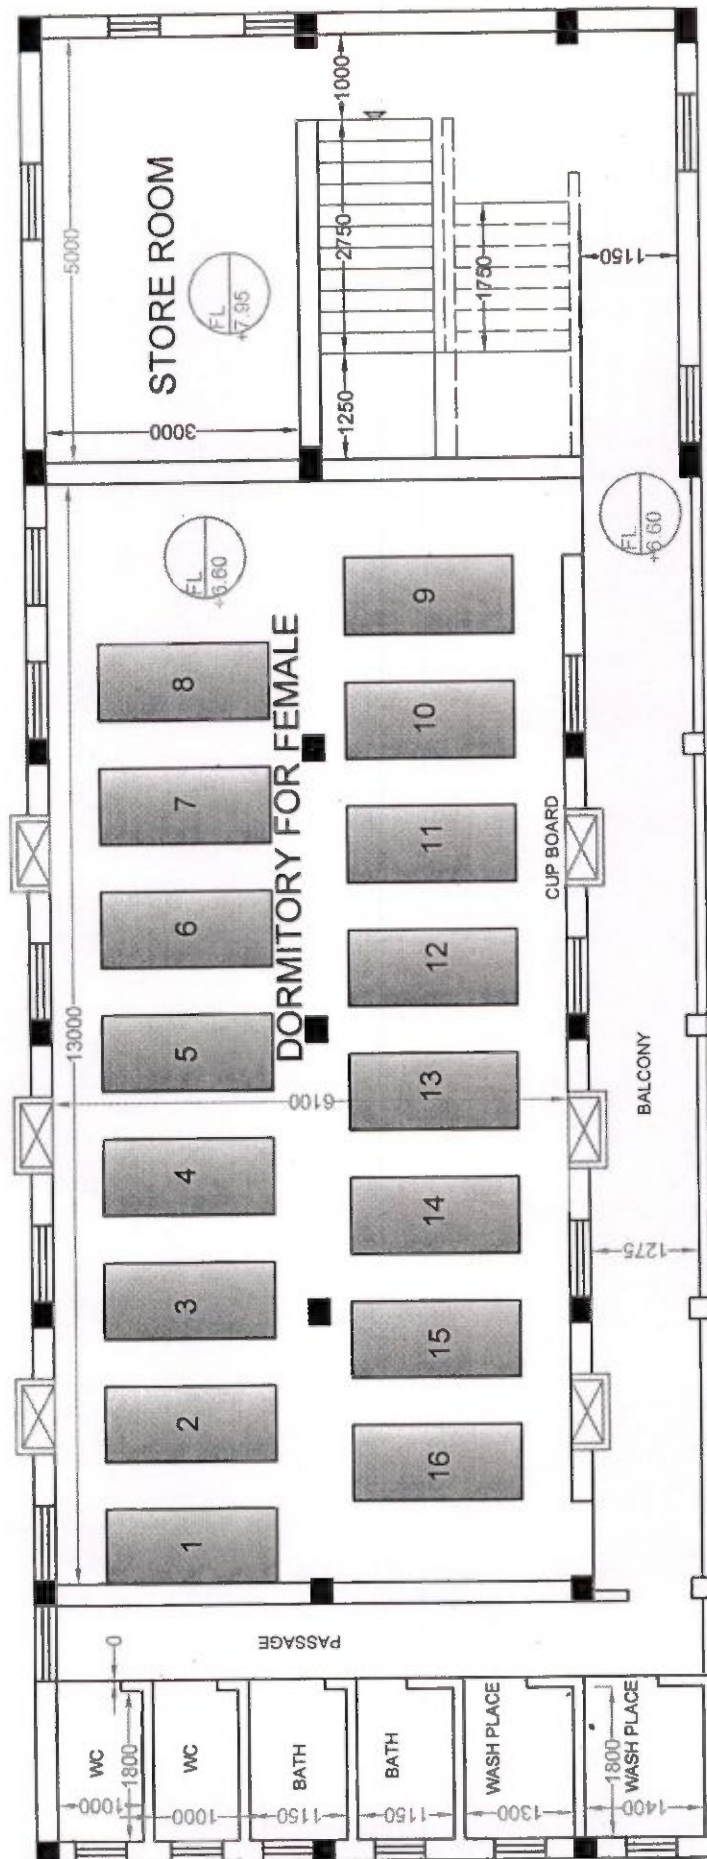 5000
1000
STORE ROOM
FL
+7.95
2750
1750
1150
3000
1250
FL
+6.60
FL
+6.60
DORMITORY FOR FEMALE
8
7
6
5
4
3
2
1
9
10
11
12
13
14
15
16
13000
6100
CUP BOARD
BALCONY
1275
PASSAGE
0
WC
1800
1000
WC
1000
BATH
1150
BATH
1150
WASH PLACE
1300
WASH PLACE
1800
1400